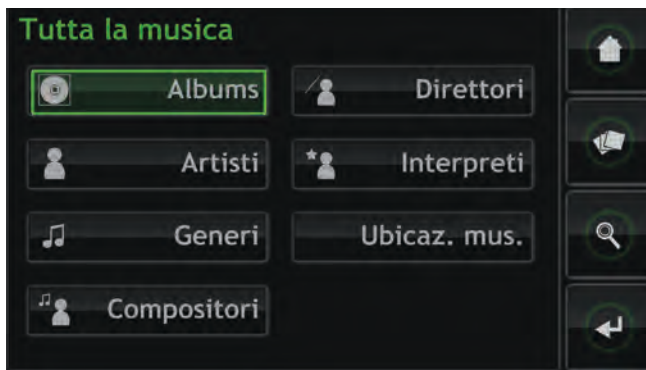 Tutta la musica
Albums
Direttori
Artisti
Interpreti
Generi
Ubicaz. mus.
Compositori